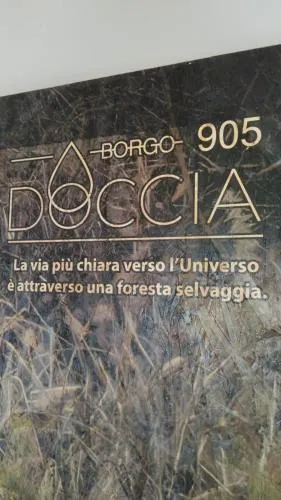 BORGO 905
DOCCIA
La via più chiara verso l'Universo
è attraverso una foresta selvaggia.